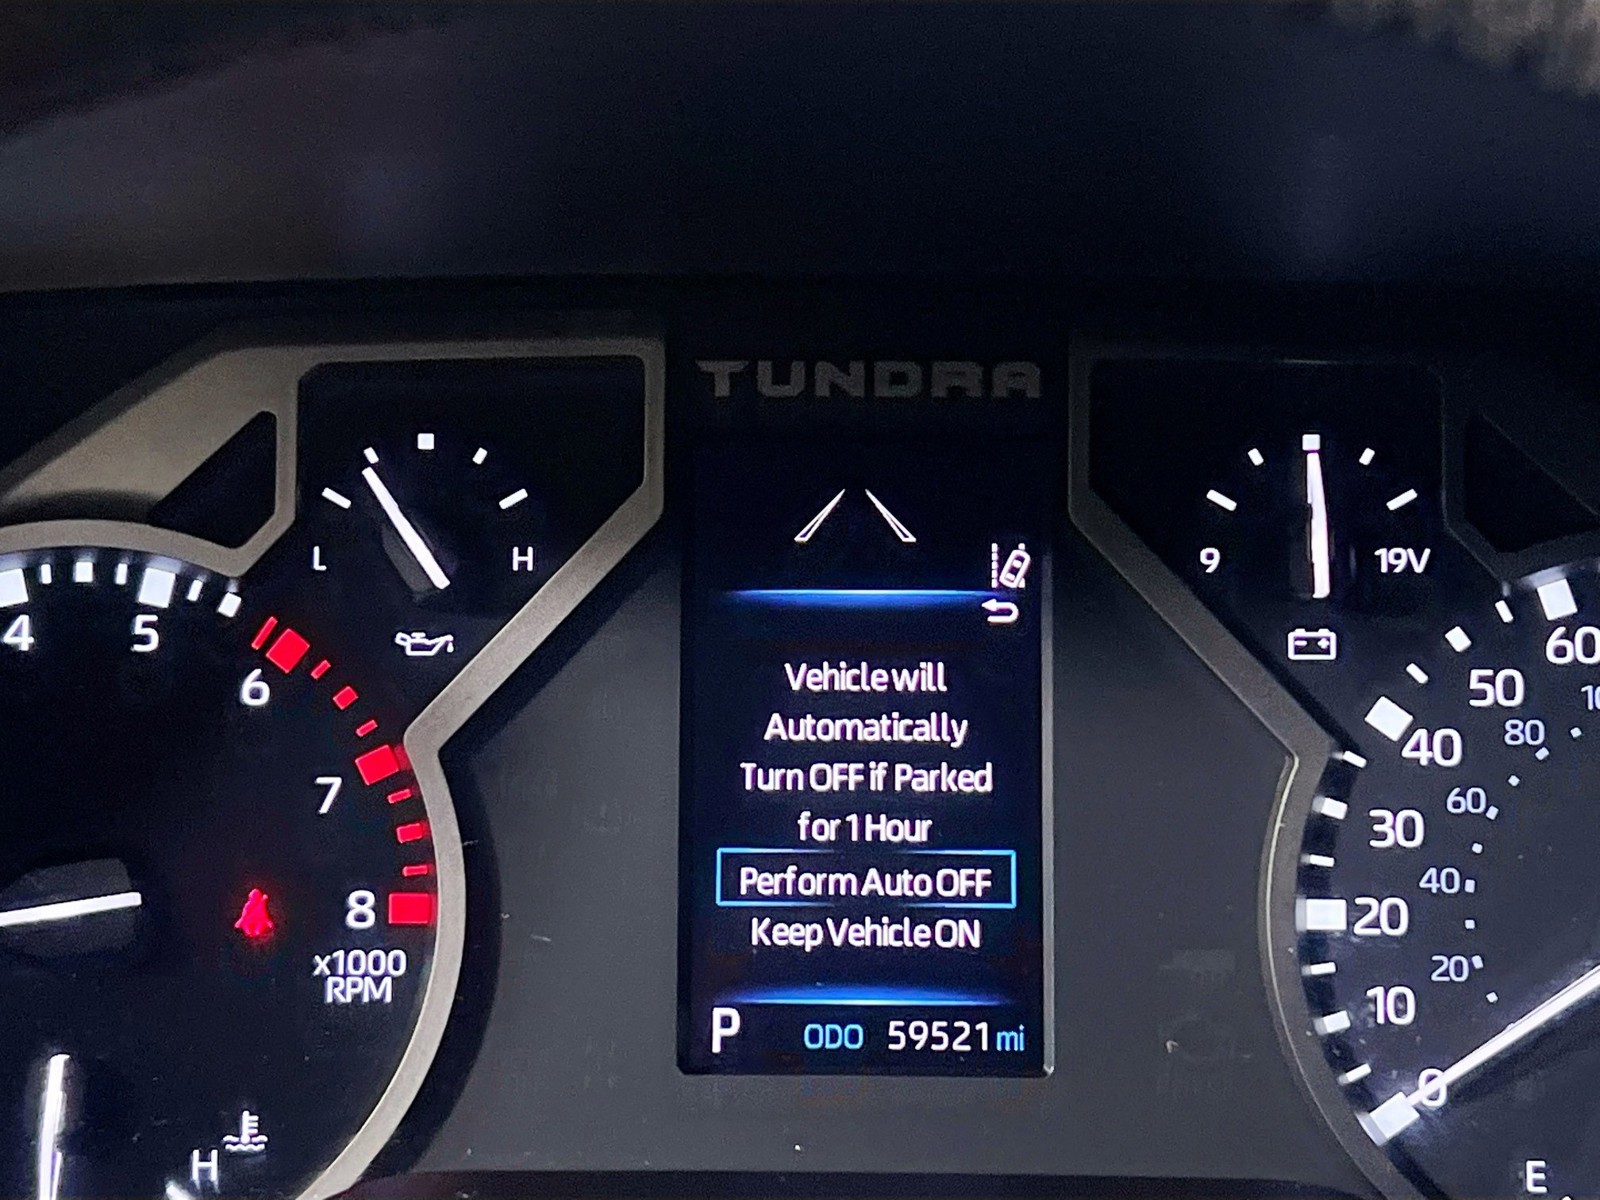 TUNDRA
L H
9 19V
4 5 6 7 8
x1000
RPM
H
Vehicle will
Automatically
Turn OFF if Parked
for 1 Hour
Perform Auto OFF
Keep Vehicle ON
P ODO 59521 mi
60
50
40
30
20
10
0
80
60
40
20
E